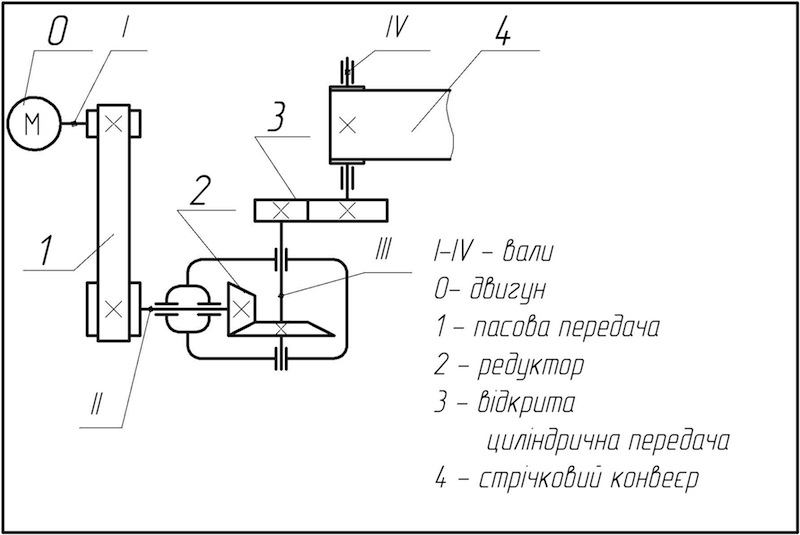 0
I
IV
4
M
3
2
1
III
II
I-IV - вали
0- двигун
1 - пасова передача
2 - редуктор
3 - відкрита
циліндрична передача
4 - стрічковий конвеєр